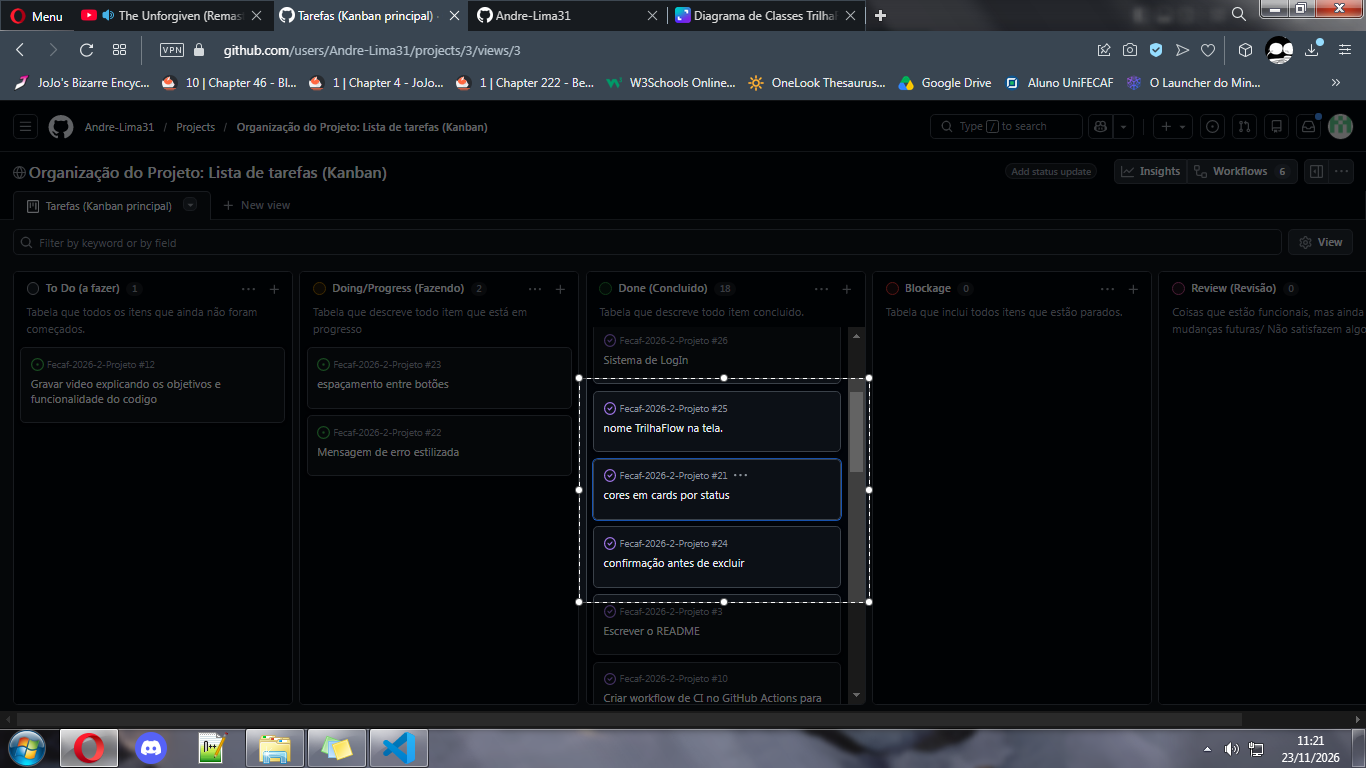 Menu
The Unforgiven (Remas
Tarefas (Kanban principal) ·
Andre-Lima31
Diagrama de Classes Trilha
VPN
github.com/users/Andre-Lima31/projects/3/views/3
JoJo's Bizarre Encyc...
10 | Chapter 46 - Bl...
1 | Chapter 4 - JoJo...
1 | Chapter 222 - Be...
W3Schools Online...
OneLook Thesaurus...
Google Drive
Aluno UniFECAF
O Launcher do Min...
Andre-Lima31 / Projects / Organização do Projeto: Lista de tarefas (Kanban)
Type / to search
Organização do Projeto: Lista de tarefas (Kanban)
Add status update
Insights
Workflows 6
Tarefas (Kanban principal)
New view
Filter by keyword or by field
View
To Do (a fazer) 1
Tabela que todos os itens que ainda não foram
começados.
Fecaf-2026-2-Projeto #12
Gravar video explicando os objetivos e
funcionalidade do codigo
Doing/Progress (Fazendo) 2
Tabela que descreve todo item que está em
progresso
Fecaf-2026-2-Projeto #23
espaçamento entre botões
Fecaf-2026-2-Projeto #22
Mensagem de erro estilizada
Done (Concluido) 18
Tabela que descreve todo item concluido.
Fecaf-2026-2-Projeto #26
Sistema de LogIn
Fecaf-2026-2-Projeto #25
nome TrilhaFlow na tela.
Fecaf-2026-2-Projeto #21
cores em cards por status
Fecaf-2026-2-Projeto #24
confirmação antes de excluir
Fecaf-2026-2-Projeto #3
Escrever o README
Fecaf-2026-2-Projeto #10
Criar workflow de CI no GitHub Actions para
Blockage 0
Tabela que inclui todos itens que estão parados.
Review (Revisão) 0
Coisas que estão funcionais, mas ainda
mudanças futuras/ Não satisfazem algo
11:21
23/11/2026